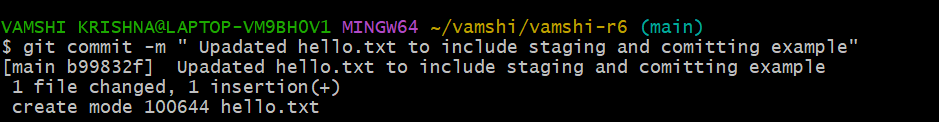 VAMSHI KRISHNA@LAPTOP-VM9BH0V1 MINGW64 ~/vamshi/vamshi-r6 (main)
$ git commit -m " Upadated hello.txt to include staging and comitting example"
[main b99832f]  Upadated hello.txt to include staging and comitting example
 1 file changed, 1 insertion(+)
 create mode 100644 hello.txt